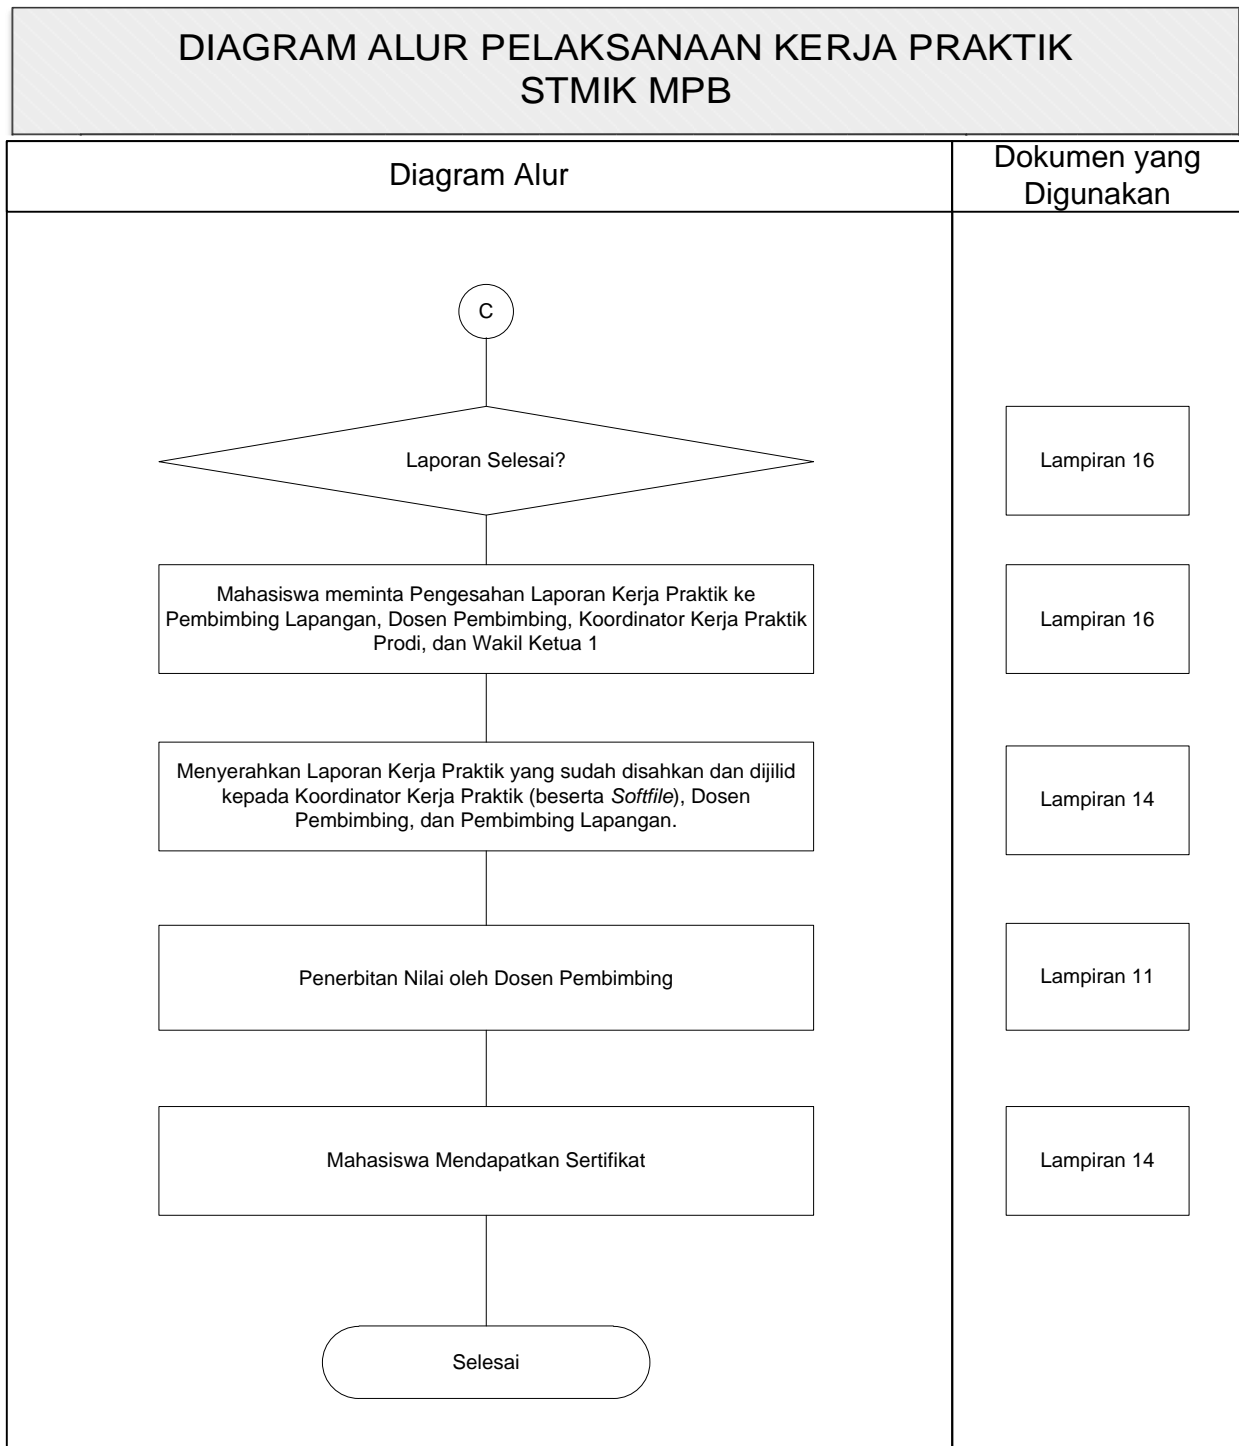 DIAGRAM ALUR PELAKSANAAN KERJA PRAKTIK
STMIK MPB
Diagram Alur
Dokumen yang
Digunakan
C
Laporan Selesai?
Lampiran 16
Mahasiswa meminta Pengesahan Laporan Kerja Praktik ke
Pembimbing Lapangan, Dosen Pembimbing, Koordinator Kerja Praktik
Prodi, dan Wakil Ketua 1
Lampiran 16
Menyerahkan Laporan Kerja Praktik yang sudah disahkan dan dijilid
kepada Koordinator Kerja Praktik (beserta Softfile), Dosen
Pembimbing, dan Pembimbing Lapangan.
Lampiran 14
Penerbitan Nilai oleh Dosen Pembimbing
Lampiran 11
Mahasiswa Mendapatkan Sertifikat
Lampiran 14
Selesai